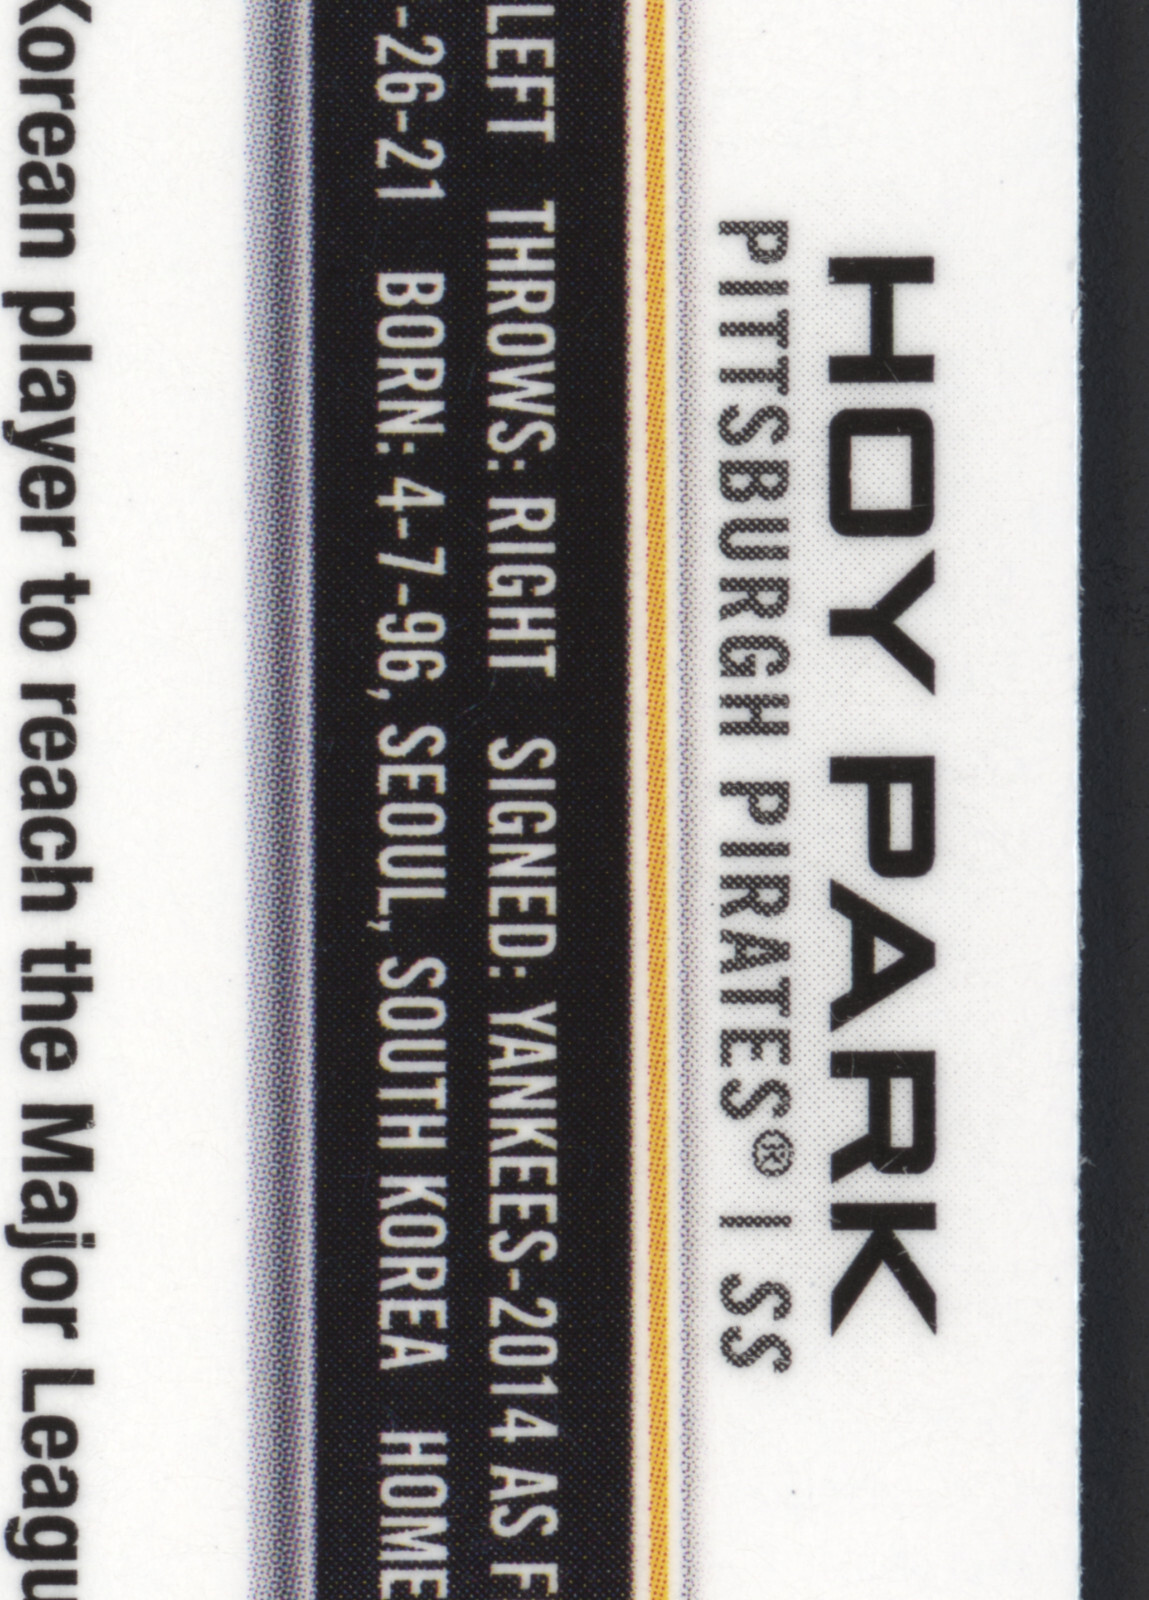 HOY PARK
PITTSBURGH PIRATES® | SS
LEFT THROWS: RIGHT SIGNED: YANKEES-2014 AS F
-26-21 BORN: 4-7-96, SEOUL, SOUTH KOREA HOME
Korean player to reach the Major Leagu